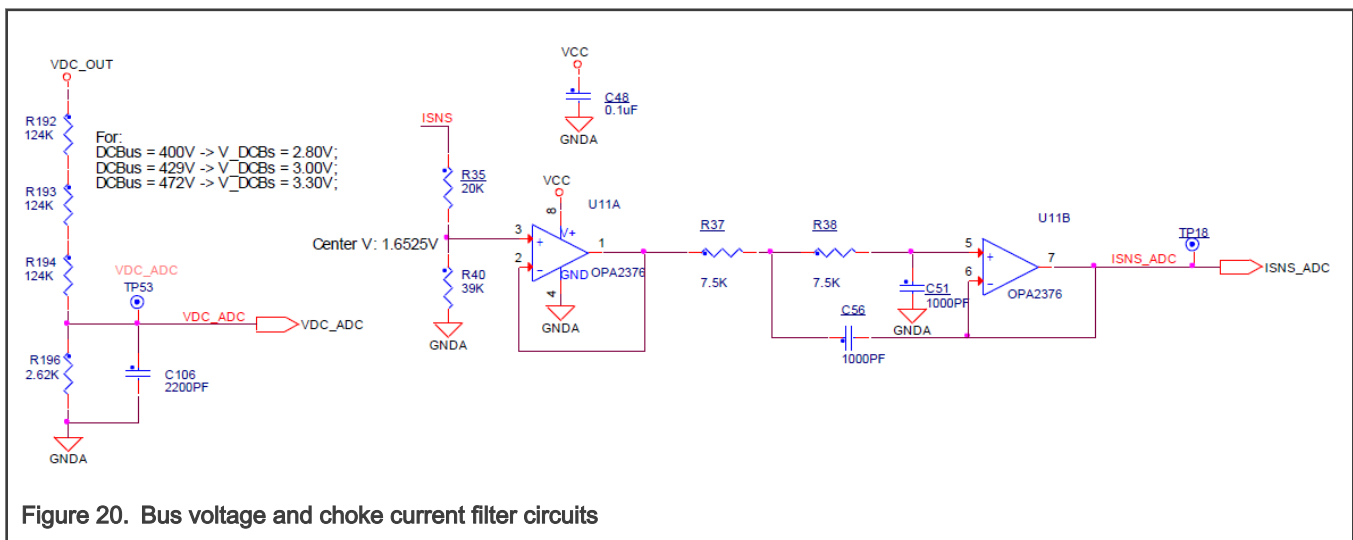 VDC_OUT
R192
124K
For:
DCBus = 400V -> V_DCBs = 2.80V;
DCBus = 429V -> V_DCBs = 3.00V;
DCBus = 472V -> V_DCBs = 3.30V;
R193
124K
R194
124K
VDC_ADC
TP53
VDC_ADC
VDC_ADC
R196
2.62K
C106
2200PF
GNDA
ISNS
R35
20K
Center V: 1.6525V
R40
39K
GNDA
VCC
C48
0.1uF
GNDA
VCC
8
U11A
V+
3
+
1
2
-
GND
OPA2376
4
GNDA
R37
7.5K
R38
7.5K
C51
1000PF
GNDA
C56
1000PF
U11B
5
+
7
6
-
OPA2376
TP18
ISNS_ADC
ISNS_ADC
Figure 20. Bus voltage and choke current filter circuits